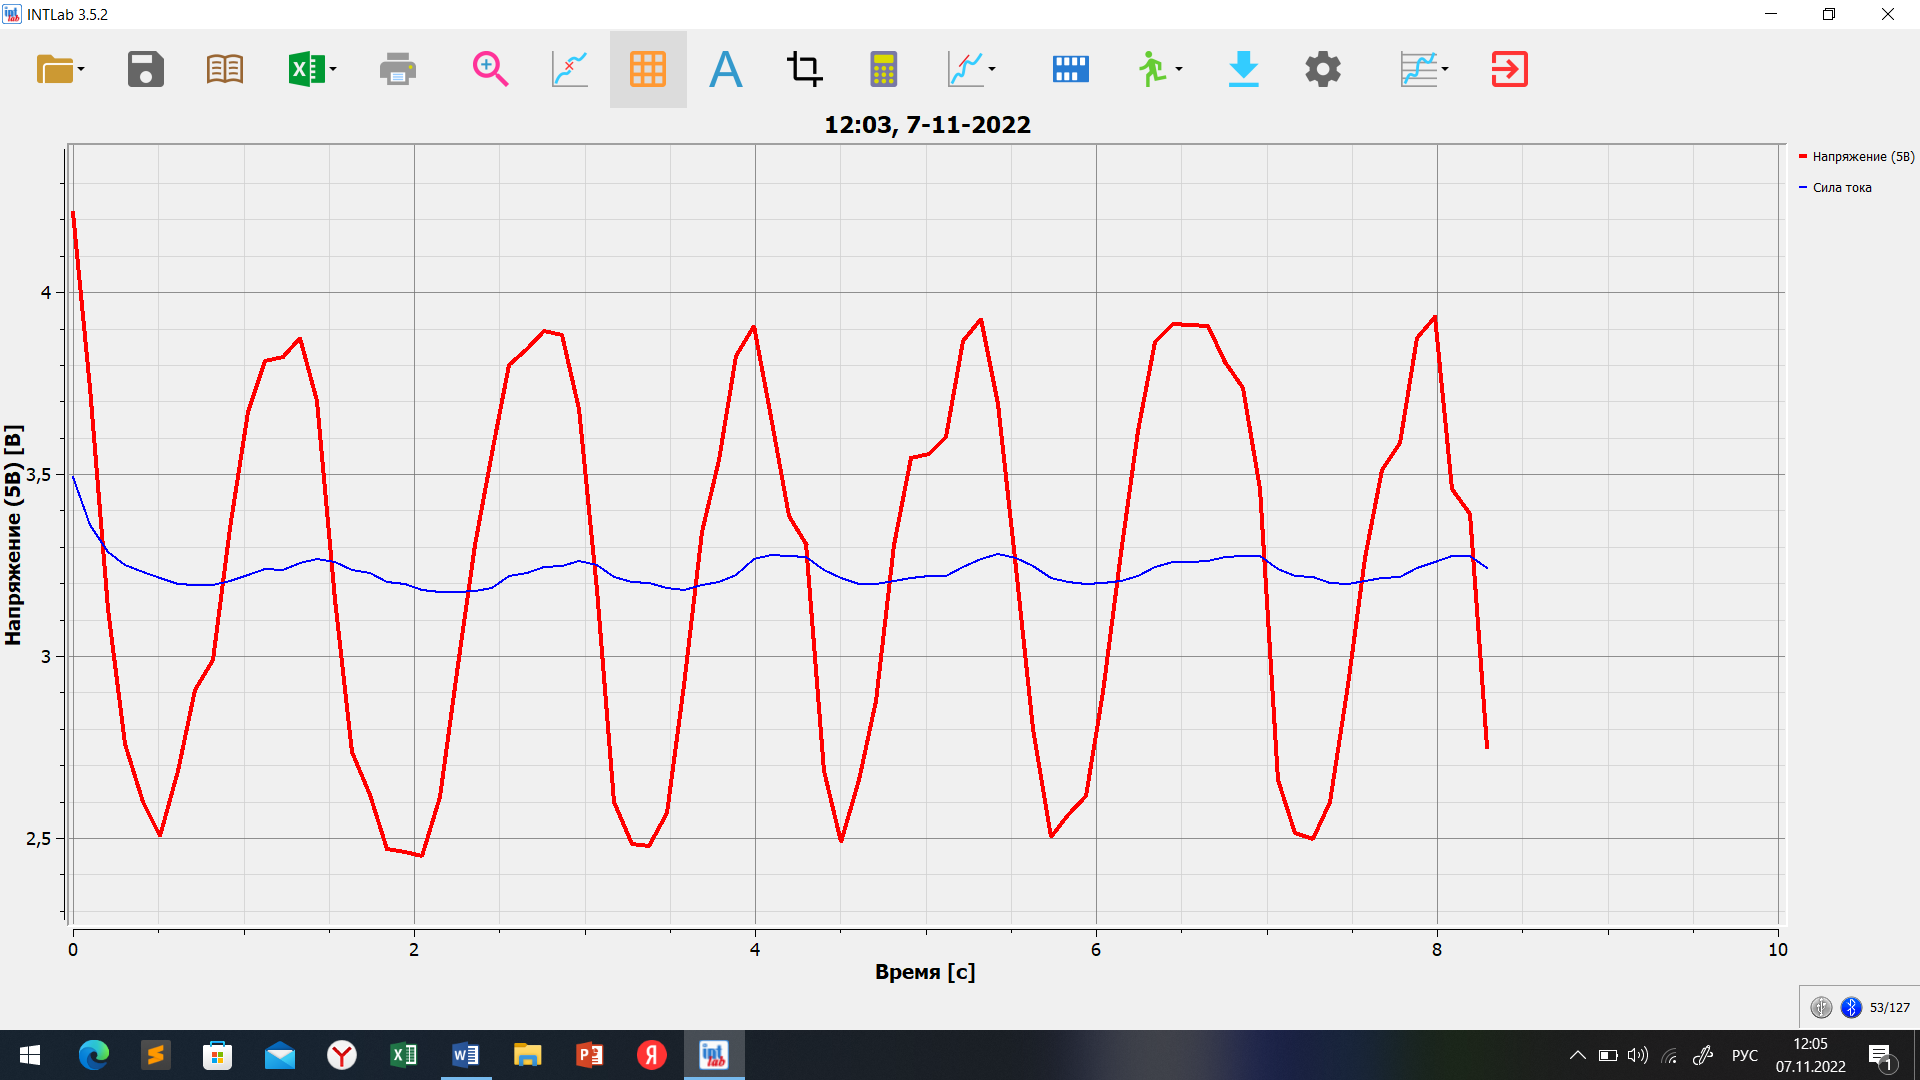 INTLab 3.5.2
12:03, 7-11-2022
Напряжение (5В)
Сила тока
Напряжение (5В) [В]
4
3,5
3
2,5
0
2
4
6
8
10
Время [с]
53/127
РУС
12:05
07.11.2022
1